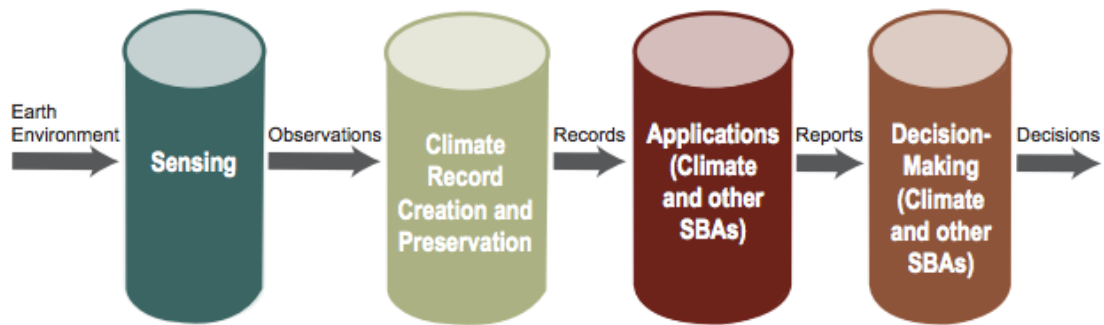 Earth
Environment
Sensing
Observations
Climate
Record
Creation and
Preservation
Records
Applications
(Climate
and other
SBAs)
Reports
Decision-
Making
(Climate
and other
SBAs)
Decisions